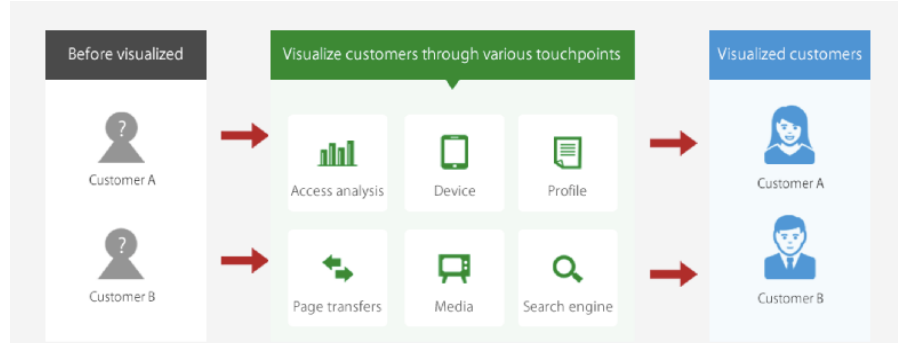 Before visualized
Visualize customers through various touchpoints
Visualized customers
?
Customer A
?
Customer B
Access analysis
Device
Profile
Page transfers
Media
Search engine
Customer A
Customer B